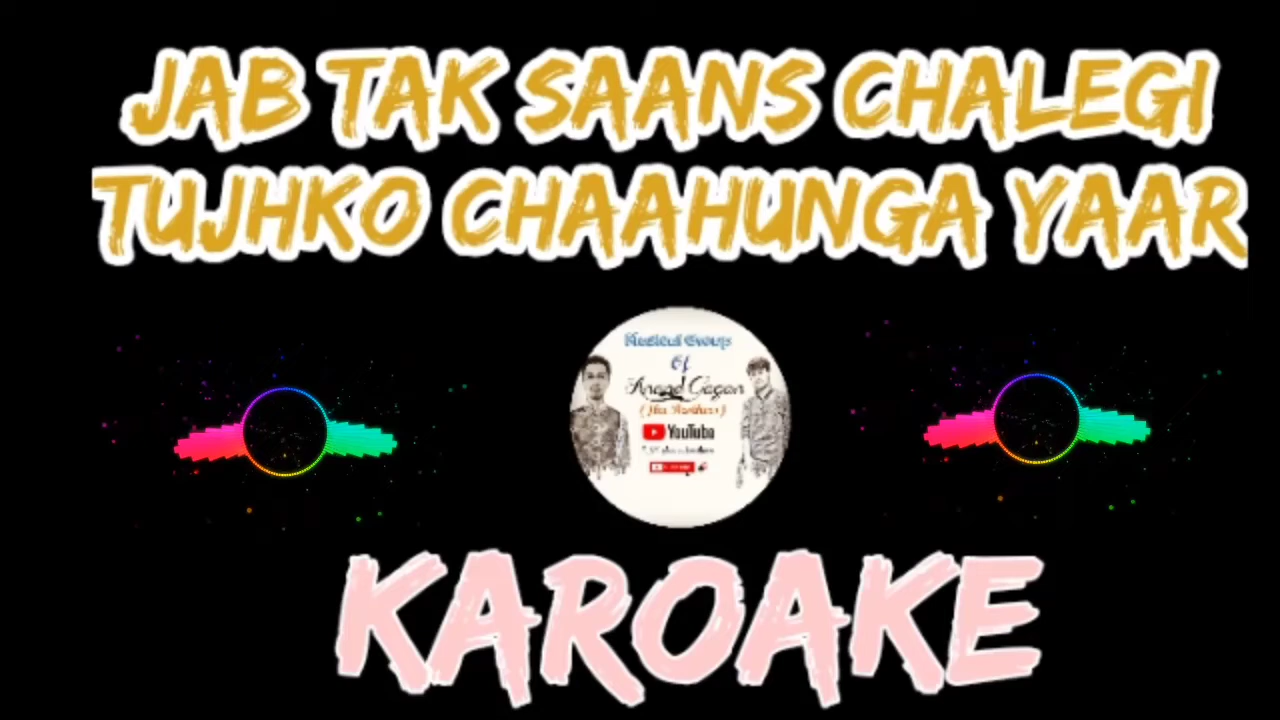 JAB TAK SAANS CHALEGI
TUJHKO CHAAHUNGA YAAR
Musical Group
Of
Anand Gagan
YouTube
KAROAKE